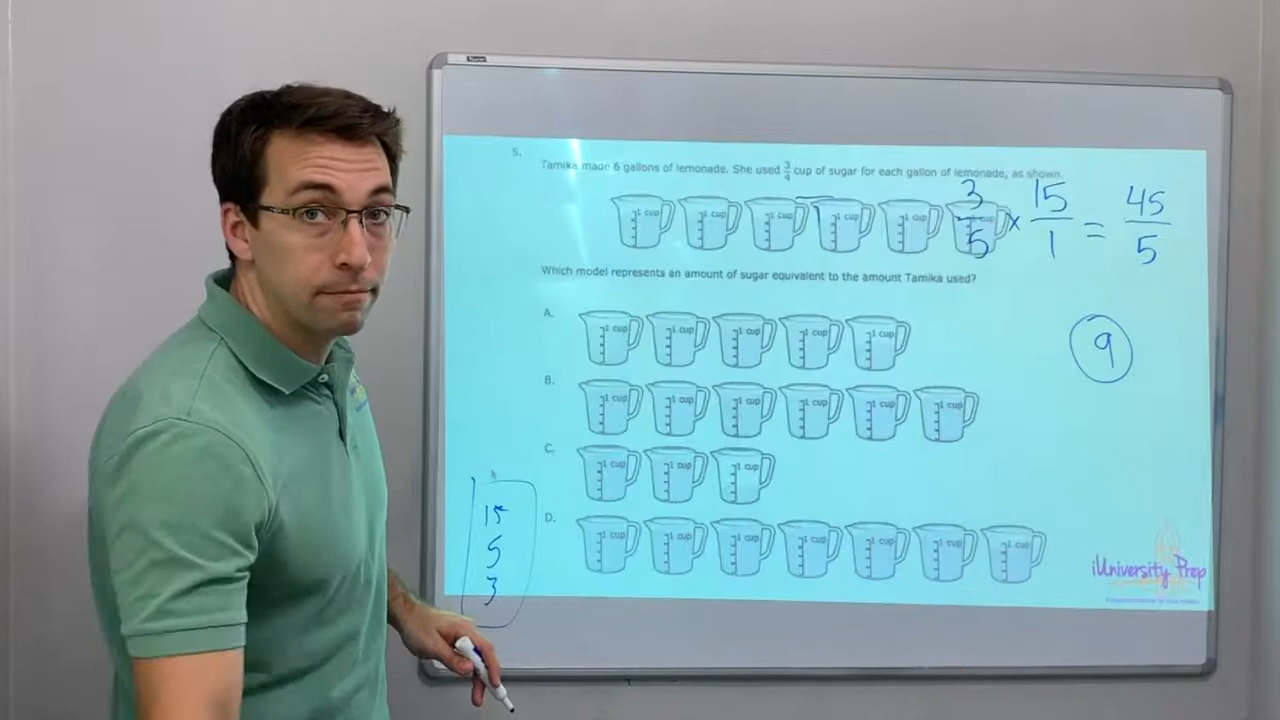 5.
Tamika made 6 gallons of lemonade. She used 3/4 cup of sugar for each gallon of lemonade, as shown.
1 cup 1 cup 1 cup 1 cup 1 cup 1 cup
3/5 x 15/1 = 45/5
Which model represents an amount of sugar equivalent to the amount Tamika used?
A. 1 cup 1 cup 1 cup 1 cup 1 cup
9
B. 1 cup 1 cup 1 cup 1 cup 1 cup 1 cup
C. 1 cup 1 cup 1 cup
D. 1 cup 1 cup 1 cup 1 cup 1 cup 1 cup 1 cup
15
5
3
iUniversity Prep